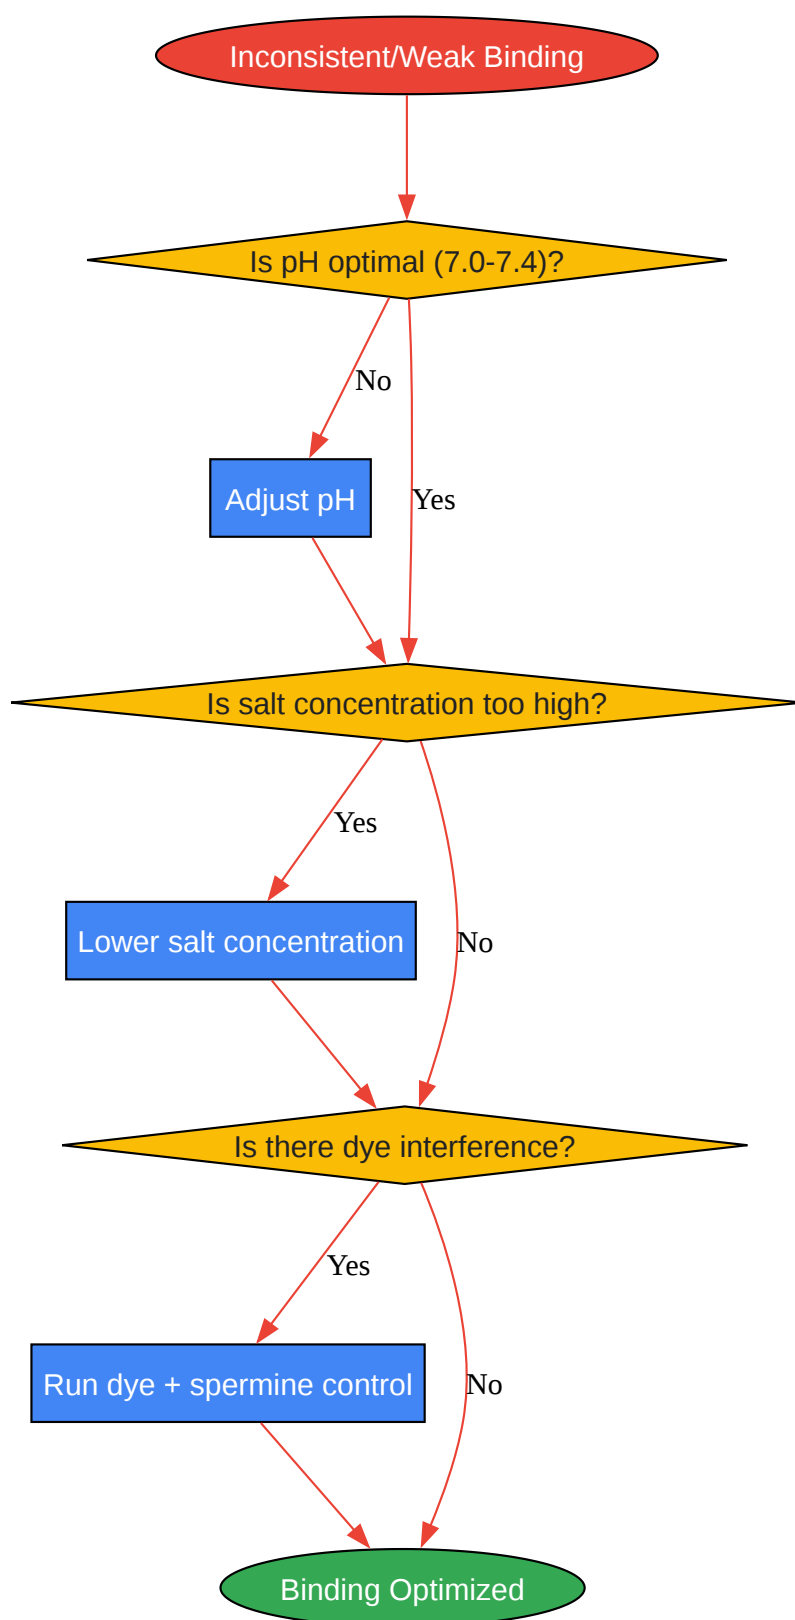 Inconsistent/Weak Binding
Is pH optimal (7.0-7.4)?
No
Adjust pH
Yes
Is salt concentration too high?
Yes
Lower salt concentration
No
Is there dye interference?
Yes
Run dye + spermine control
No
Binding Optimized